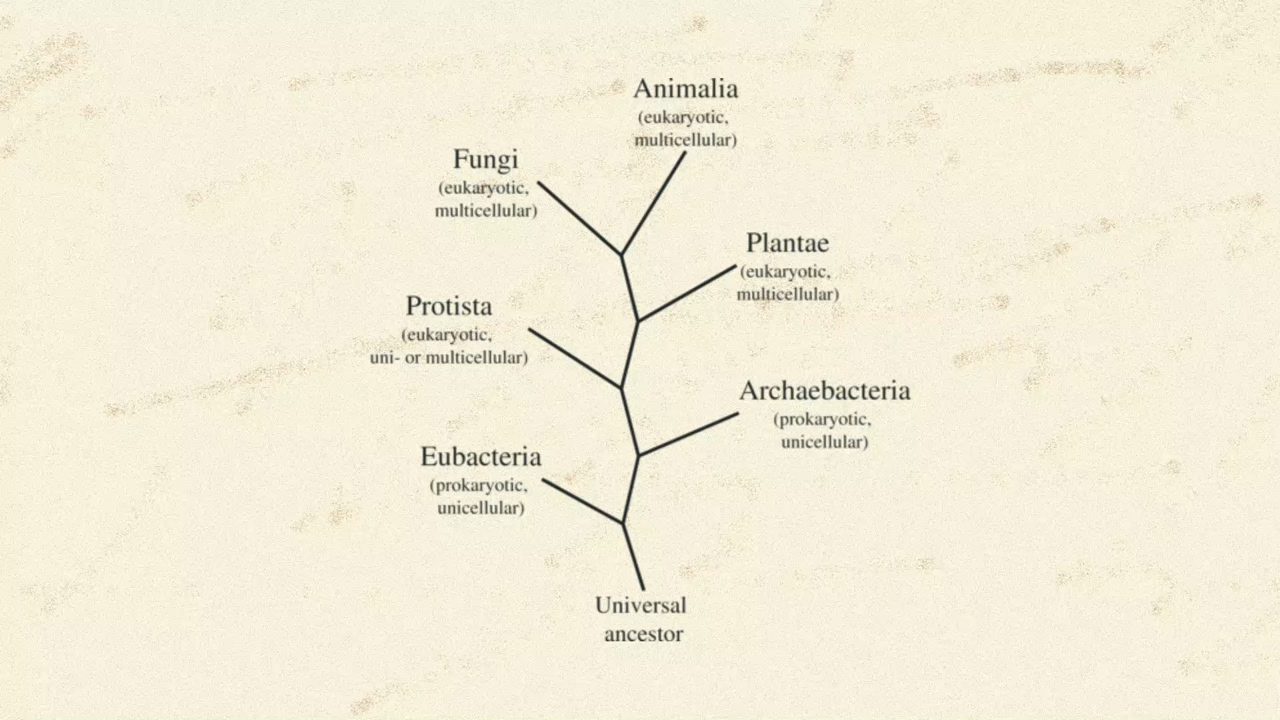 Animalia
(eukaryotic,
multicellular)
Fungi
(eukaryotic,
multicellular)
Plantae
(eukaryotic,
multicellular)
Protista
(eukaryotic,
uni- or multicellular)
Archaebacteria
(prokaryotic,
unicellular)
Eubacteria
(prokaryotic,
unicellular)
Universal
ancestor